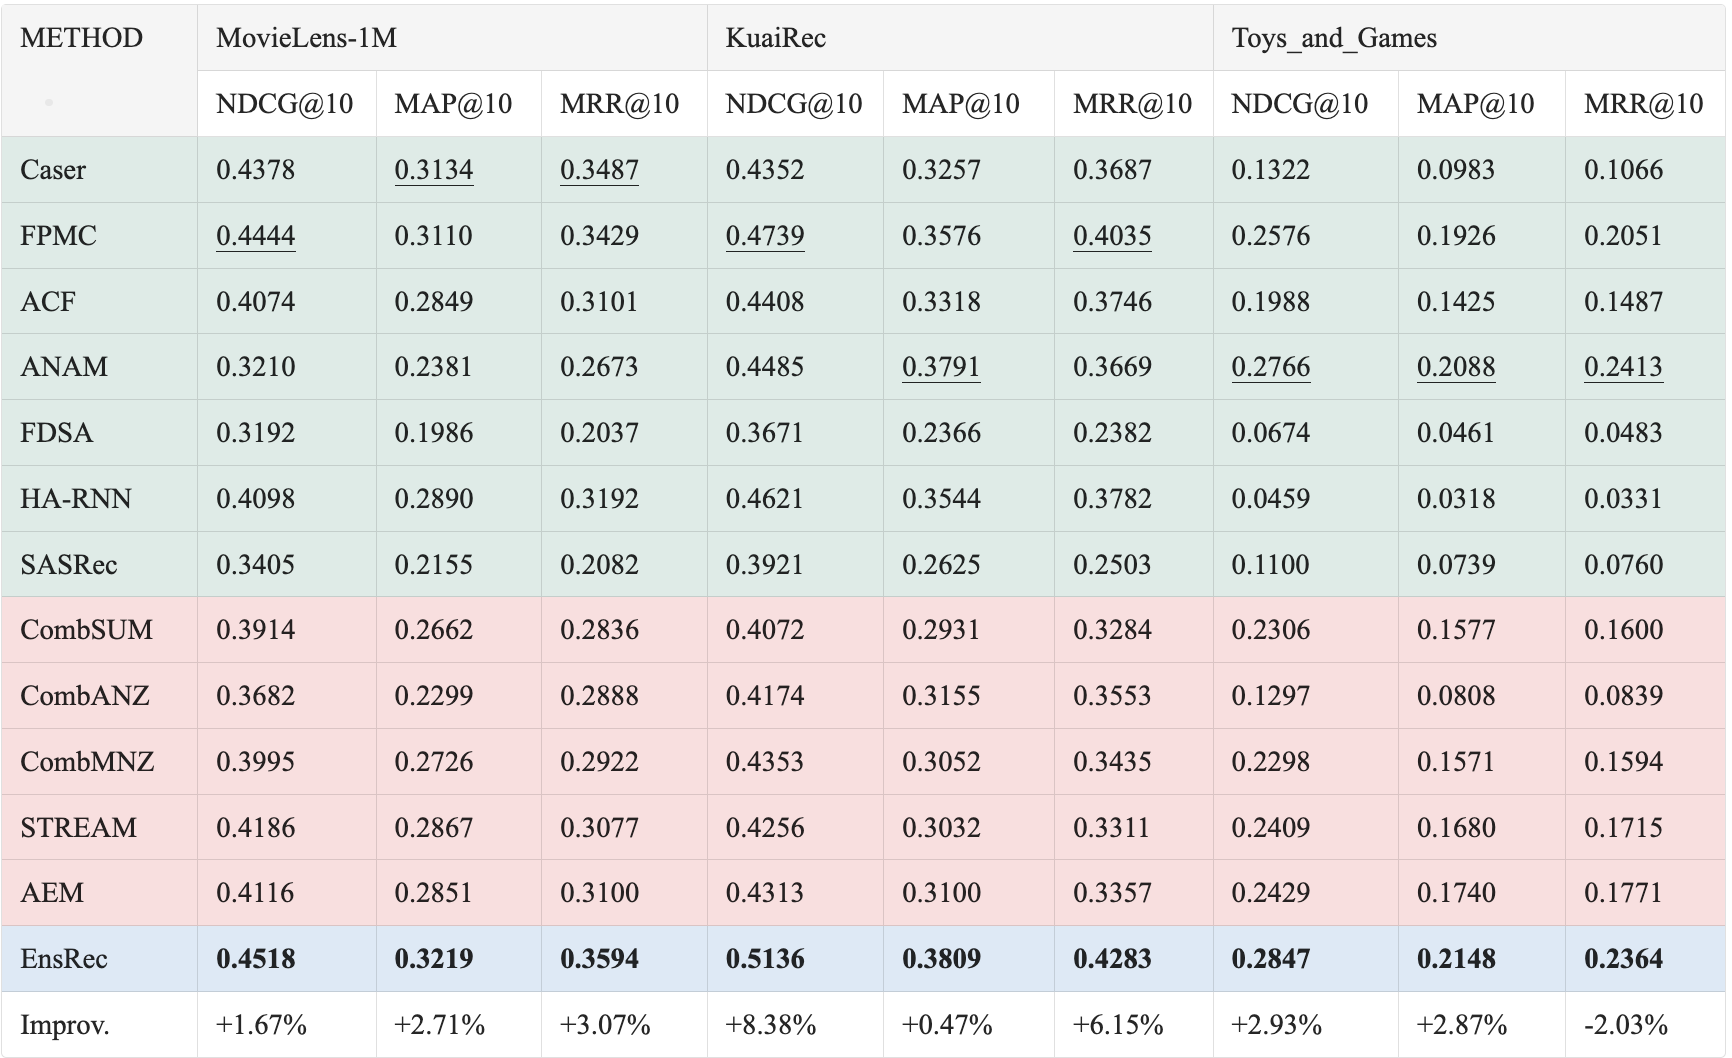 METHOD MovieLens-1M KuaiRec Toys_and_Games
NDCG@10 MAP@10 MRR@10 NDCG@10 MAP@10 MRR@10 NDCG@10 MAP@10 MRR@10
Caser 0.4378 0.3134 0.3487 0.4352 0.3257 0.3687 0.1322 0.0983 0.1066
FPMC 0.4444 0.3110 0.3429 0.4739 0.3576 0.4035 0.2576 0.1926 0.2051
ACF 0.4074 0.2849 0.3101 0.4408 0.3318 0.3746 0.1988 0.1425 0.1487
ANAM 0.3210 0.2381 0.2673 0.4485 0.3791 0.3669 0.2766 0.2088 0.2413
FDSA 0.3192 0.1986 0.2037 0.3671 0.2366 0.2382 0.0674 0.0461 0.0483
HA-RNN 0.4098 0.2890 0.3192 0.4621 0.3544 0.3782 0.0459 0.0318 0.0331
SASRec 0.3405 0.2155 0.2082 0.3921 0.2625 0.2503 0.1100 0.0739 0.0760
CombSUM 0.3914 0.2662 0.2836 0.4072 0.2931 0.3284 0.2306 0.1577 0.1600
CombANZ 0.3682 0.2299 0.2888 0.4174 0.3155 0.3553 0.1297 0.0808 0.0839
CombMNZ 0.3995 0.2726 0.2922 0.4353 0.3052 0.3435 0.2298 0.1571 0.1594
STREAM 0.4186 0.2867 0.3077 0.4256 0.3032 0.3311 0.2409 0.1680 0.1715
AEM 0.4116 0.2851 0.3100 0.4313 0.3100 0.3357 0.2429 0.1740 0.1771
EnsRec 0.4518 0.3219 0.3594 0.5136 0.3809 0.4283 0.2847 0.2148 0.2364
Improv. +1.67% +2.71% +3.07% +8.38% +0.47% +6.15% +2.93% +2.87% -2.03%